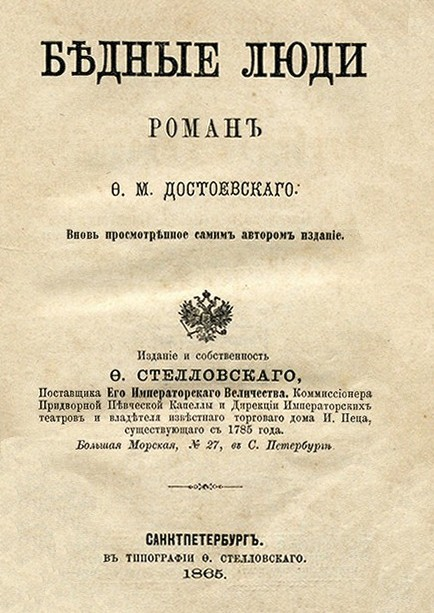 БѢДНЫЕ ЛЮДИ
РОМАНЪ
Ѳ. М. ДОСТОЕВСКАГО.
Вновь просмотрѣнное самимъ авторомъ изданіе.
Изданіе и собственность
Ѳ. СТЕЛЛОВСКАГО,
Поставщика Его Императорскаго Величества. Коммиссіонера
Придворной Пѣвческой Капеллы и Дирекціи Императорскихъ
театровъ и владѣтеля извѣстнаго торговаго дома И. Пеца,
существующаго съ 1785 года.
Большая Морская, № 27, въ С. Петербургѣ.
САНКТПЕТЕРБУРГЪ.
ВЪ ТИПОГРАФІИ Ѳ. СТЕЛЛОВСКАГО.
1865.